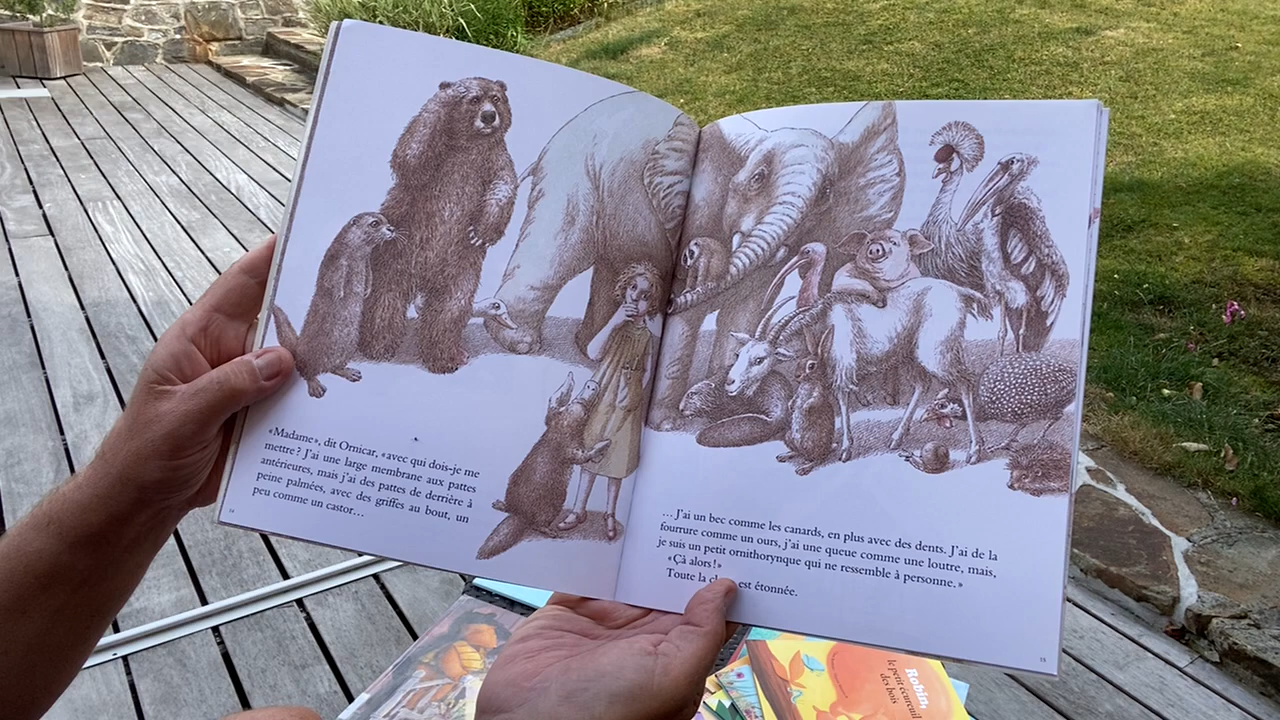 «Madame», dit Ornicar, «avec qui dois-je me
mettre? J'ai une large membrane aux pattes
antérieures, mais j'ai des pattes de derrière à
peine palmées, avec des griffes au bout, un
peu comme un castor...
14
... J'ai un bec comme les canards, en plus avec des dents. J'ai de la
fourrure comme un ours, j'ai une queue comme une loutre, mais,
je suis un petit ornithorynque qui ne ressemble à personne.»
«Çà alors!»
Toute la est étonnée.
15
Robin,
le petit écureuil
des bois